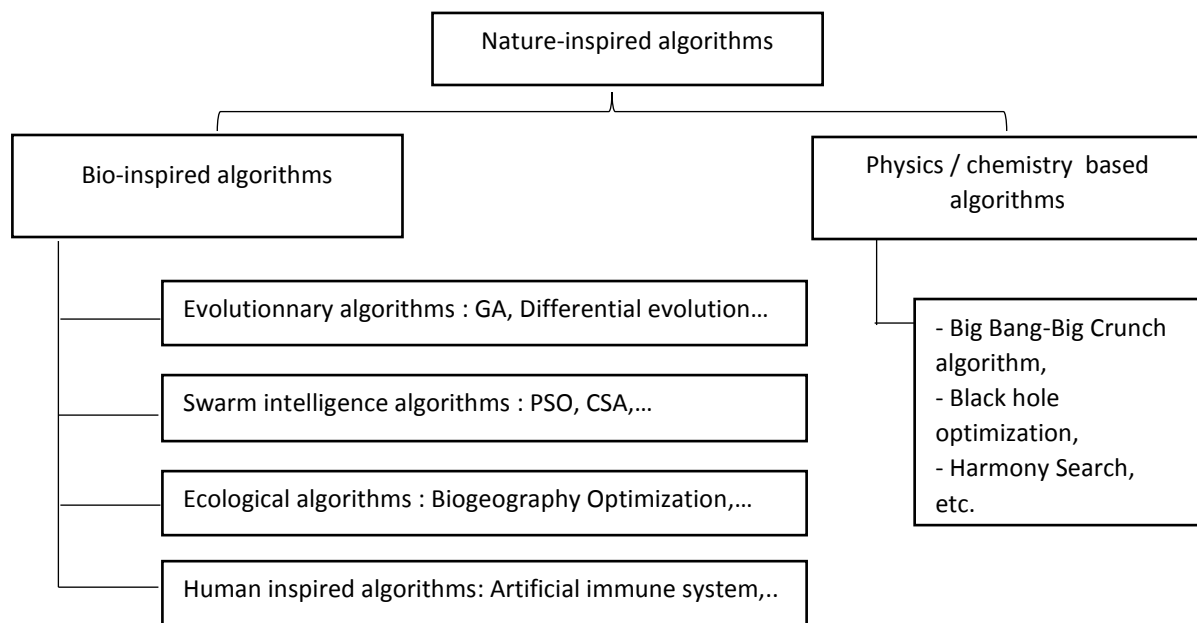 Nature-inspired algorithms
Bio-inspired algorithms
Physics / chemistry based
algorithms
Evolutionnary algorithms : GA, Differential evolution...
Swarm intelligence algorithms : PSO, CSA,...
Ecological algorithms : Biogeography Optimization,...
Human inspired algorithms: Artificial immune system,..
- Big Bang-Big Crunch
algorithm,
- Black hole
optimization,
- Harmony Search,
etc.